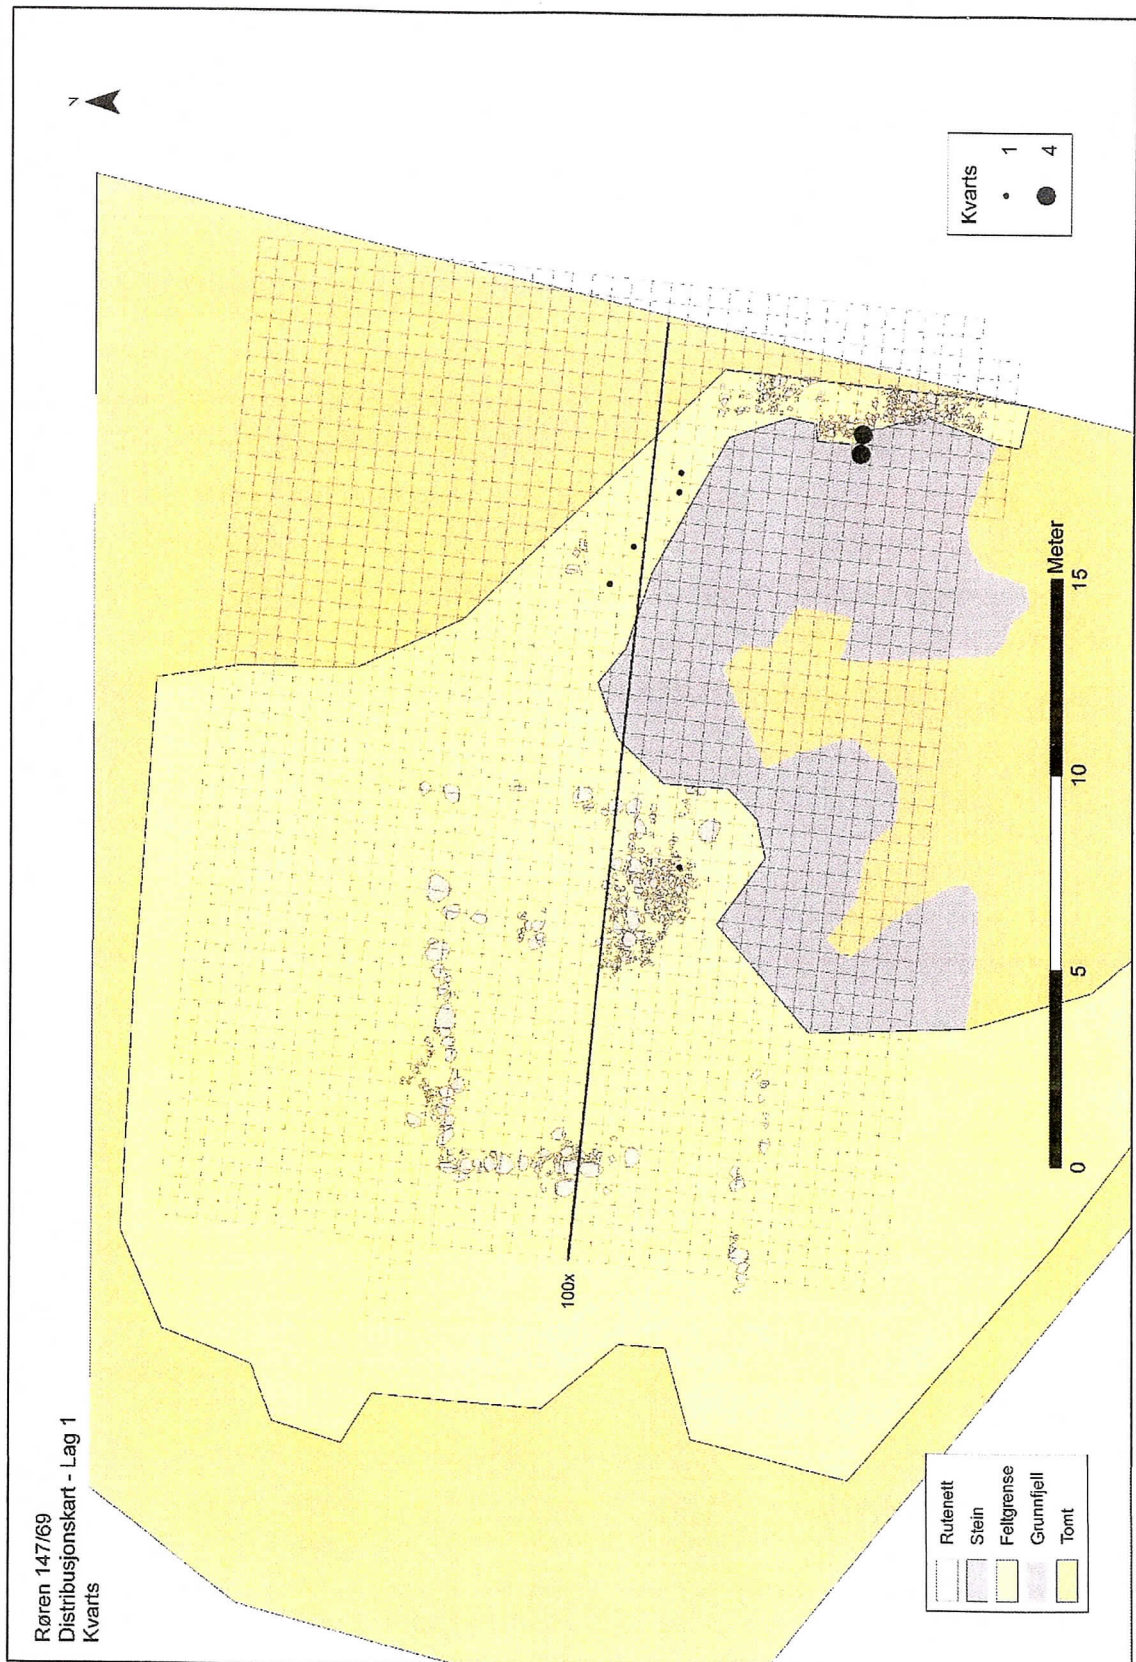 Røren 147/69
Distribusjonskart - Lag 1
Kvarts
100x
Kvarts
1
4
Rutenett
Stein
Feltgrense
Grunnfjell
Tomt
0
5
10
15
Meter